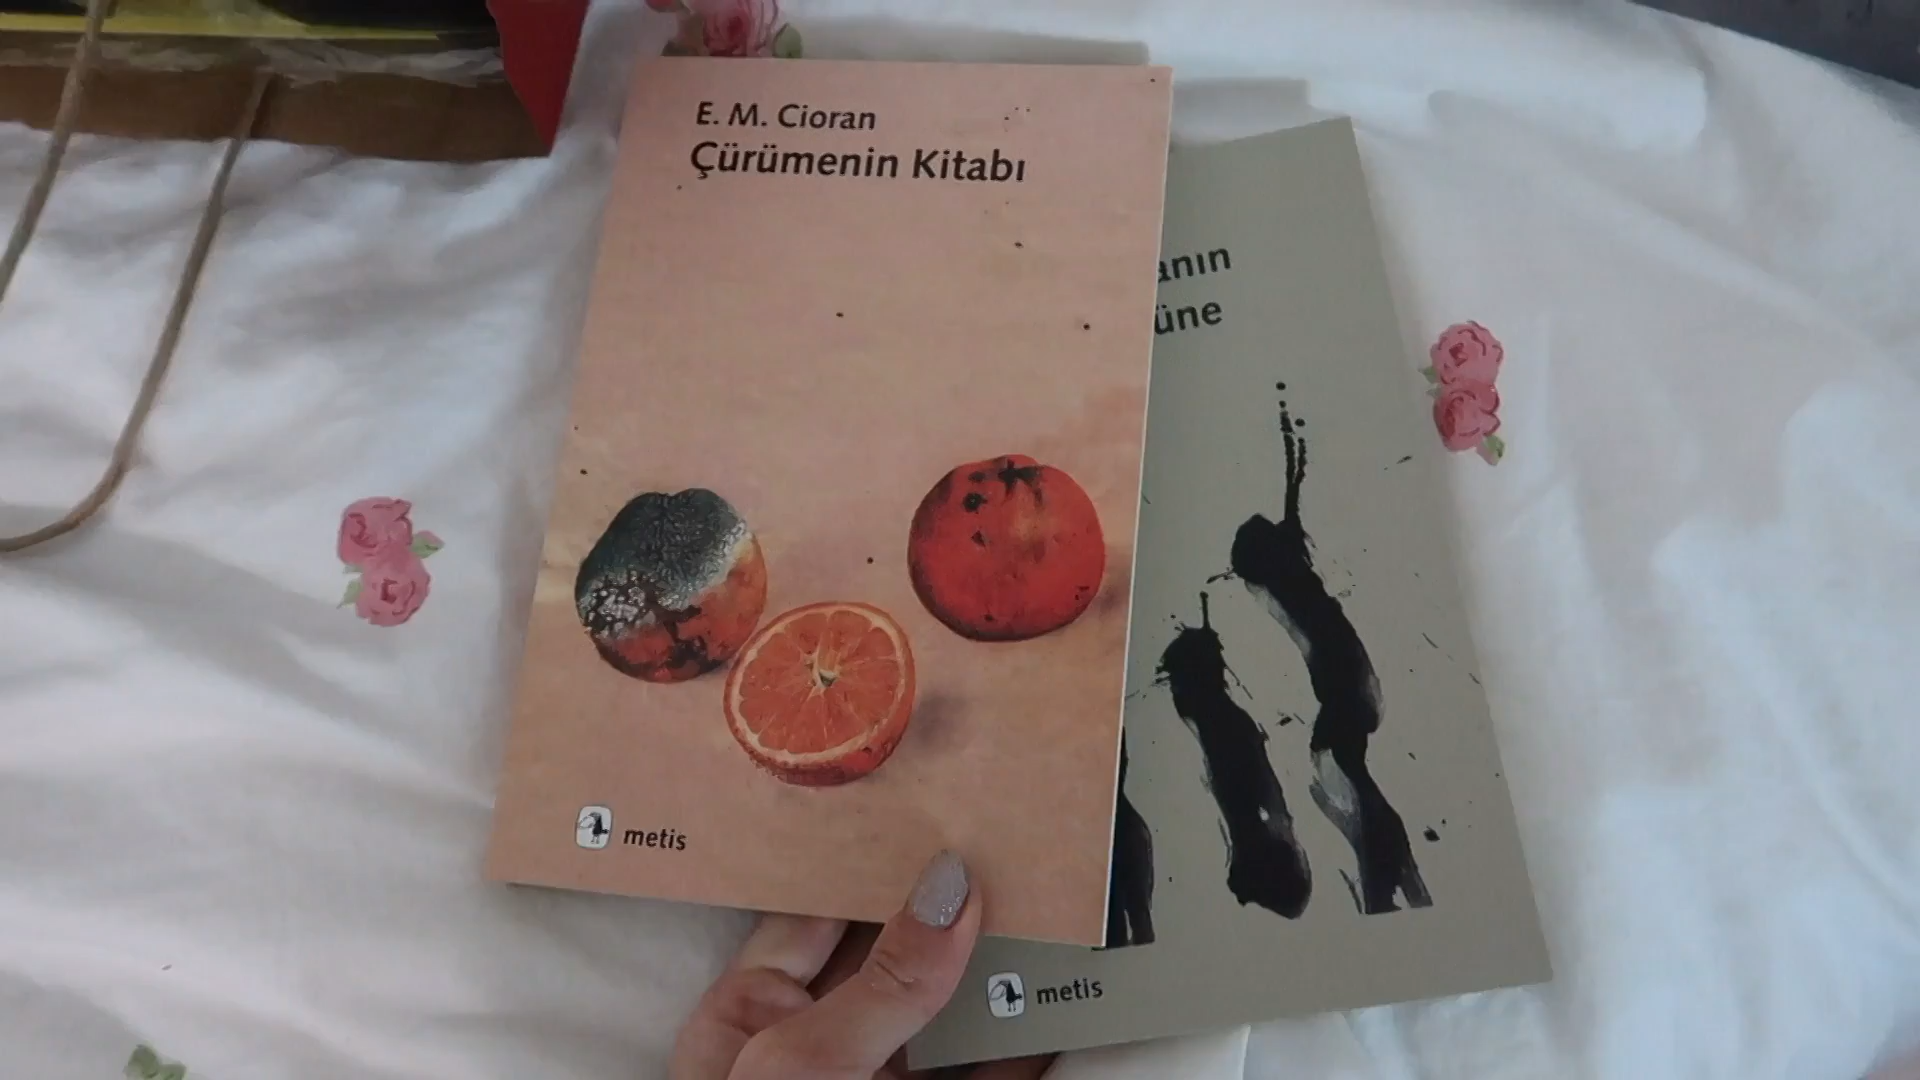 E. M. Cioran
Çürümenin Kitabı
metis
anın
üne
metis